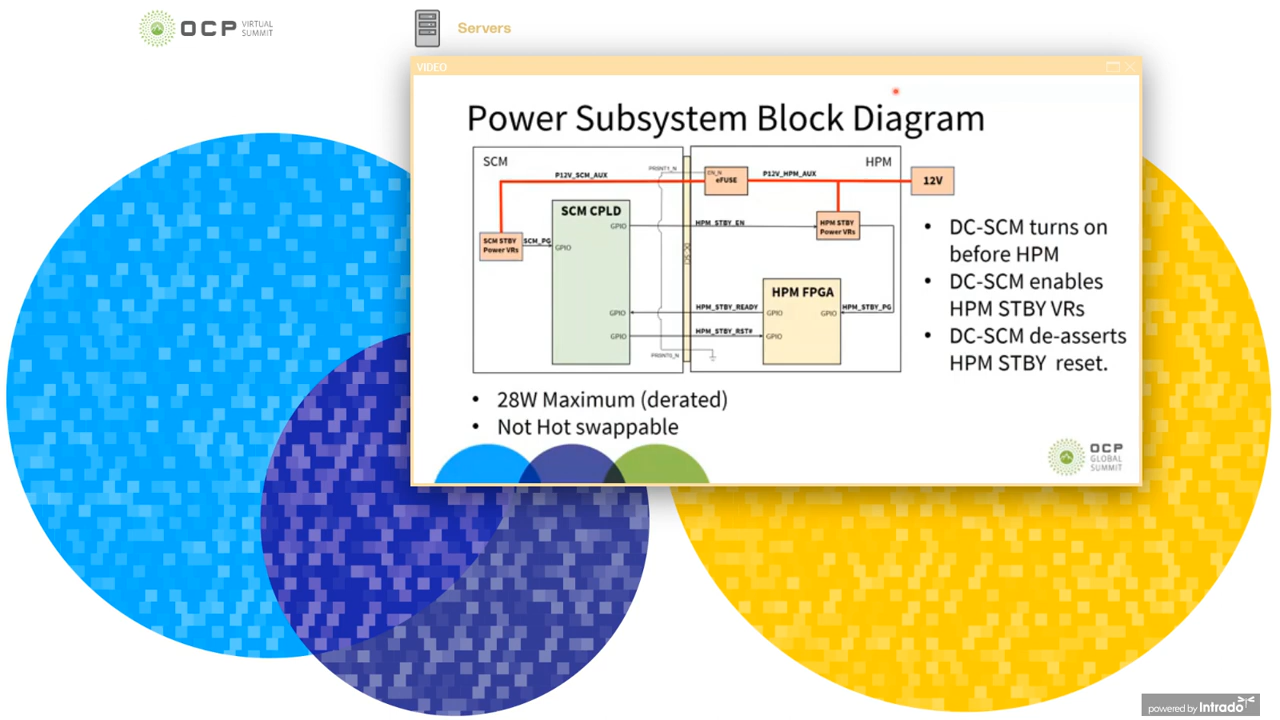 OCP VIRTUAL SUMMIT
Servers
VIDEO
Power Subsystem Block Diagram
SCM
HPM
PRSNT1_N
P12V_SCM_AUX
EN_N
eFUSE
P12V_HPM_AUX
12V
SCM CPLD
GPIO
HPM_STBY_EN
HPM STBY
Power VRs
SCM STBY
Power VRs
SCM_PG
GPIO
DC-SCI
HPM FPGA
GPIO
HPM_STBY_READY
GPIO
GPIO
HPM_STBY_PG
GPIO
HPM_STBY_RST#
GPIO
PRSNT0_N
• DC-SCM turns on
before HPM
• DC-SCM enables
HPM STBY VRs
• DC-SCM de-asserts
HPM STBY reset.
• 28W Maximum (derated)
• Not Hot swappable
OCP
GLOBAL
SUMMIT
powered by Intrado